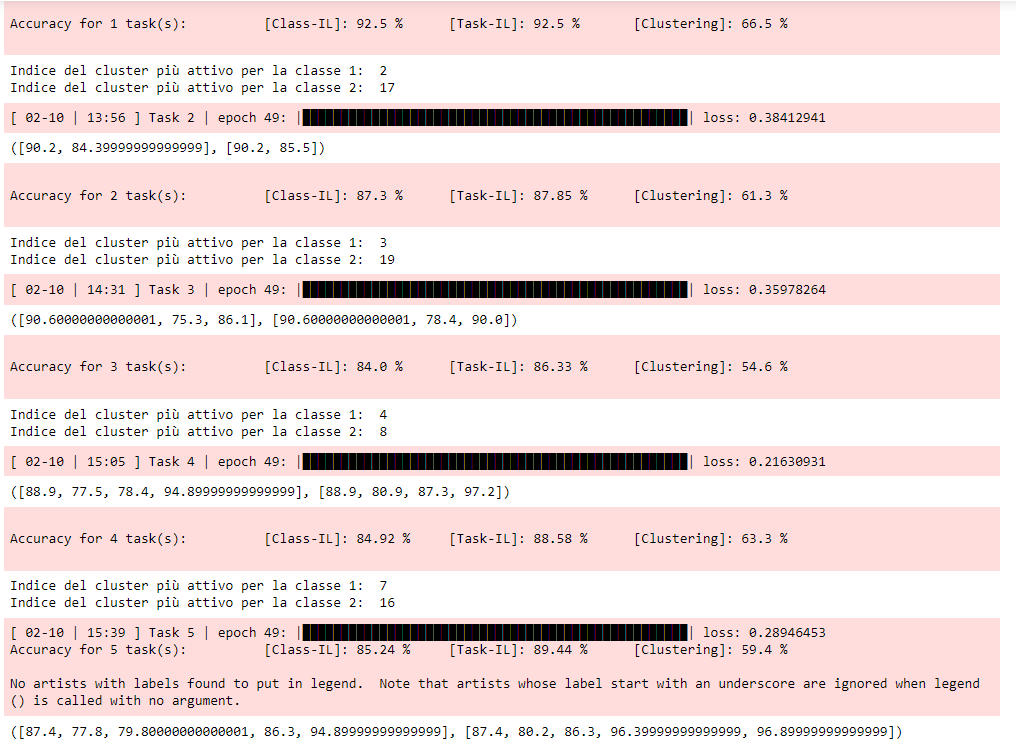 Accuracy for 1 task(s): [Class-IL]: 92.5 % [Task-IL]: 92.5 % [Clustering]: 66.5 %
Indice del cluster più attivo per la classe 1: 2
Indice del cluster più attivo per la classe 2: 17
[ 02-10 | 13:56 ] Task 2 | epoch 49: || loss: 0.38412941
([90.2, 84.39999999999999], [90.2, 85.5])
Accuracy for 2 task(s): [Class-IL]: 87.3 % [Task-IL]: 87.85 % [Clustering]: 61.3 %
Indice del cluster più attivo per la classe 1: 3
Indice del cluster più attivo per la classe 2: 19
[ 02-10 | 14:31 ] Task 3 | epoch 49: || loss: 0.35978264
([90.60000000000001, 75.3, 86.1], [90.60000000000001, 78.4, 90.0])
Accuracy for 3 task(s): [Class-IL]: 84.0 % [Task-IL]: 86.33 % [Clustering]: 54.6 %
Indice del cluster più attivo per la classe 1: 4
Indice del cluster più attivo per la classe 2: 8
[ 02-10 | 15:05 ] Task 4 | epoch 49: || loss: 0.21630931
([88.9, 77.5, 78.4, 94.89999999999999], [88.9, 80.9, 87.3, 97.2])
Accuracy for 4 task(s): [Class-IL]: 84.92 % [Task-IL]: 88.58 % [Clustering]: 63.3 %
Indice del cluster più attivo per la classe 1: 7
Indice del cluster più attivo per la classe 2: 16
[ 02-10 | 15:39 ] Task 5 | epoch 49: || loss: 0.28946453
Accuracy for 5 task(s): [Class-IL]: 85.24 % [Task-IL]: 89.44 % [Clustering]: 59.4 %
No artists with labels found to put in legend.  Note that artists whose label start with an underscore are ignored when legend
() is called with no argument.
([87.4, 77.8, 79.80000000000001, 86.3, 94.89999999999999], [87.4, 80.2, 86.3, 96.39999999999999, 96.89999999999999])